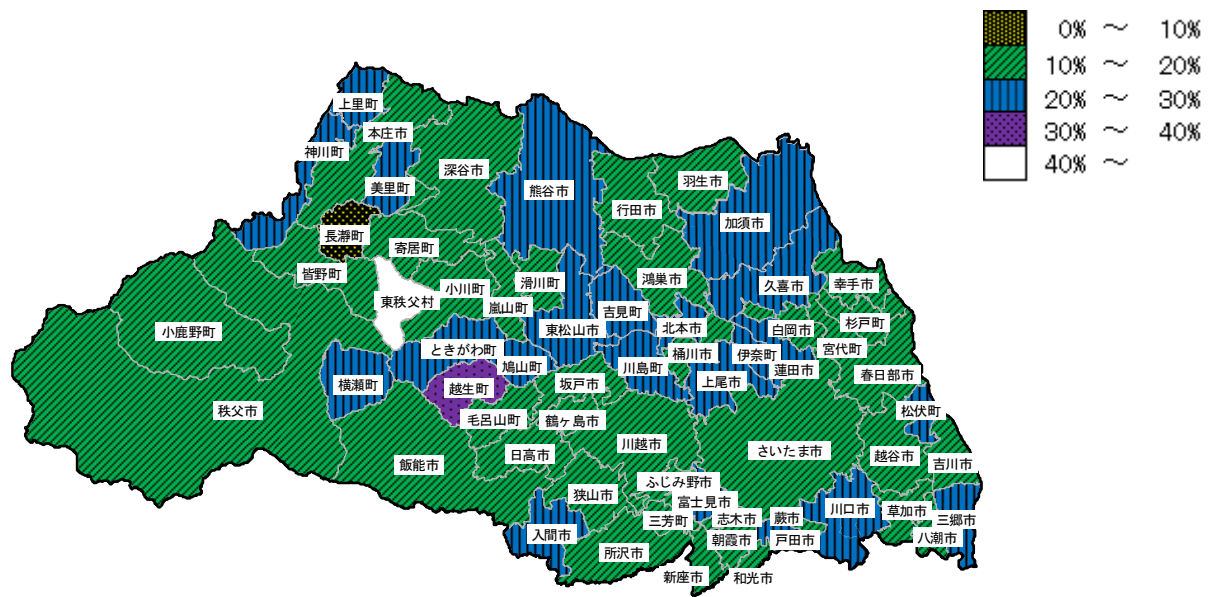 0% ～ 10%
10% ～ 20%
20% ～ 30%
30% ～ 40%
40% ～
上里町
本庄市
神川町
美里町
深谷市
熊谷市
羽生市
行田市
加須市
長瀞町
寄居町
皆野町
東秩父村
小川町
滑川町
鴻巣市
久喜市
幸手市
嵐山町
吉見町
小鹿野町
東松山市
北本市
白岡市
杉戸町
ときがわ町
桶川市
伊奈町
宮代町
鳩山町
川島町
蓮田市
横瀬町
越生町
坂戸市
上尾市
春日部市
秩父市
毛呂山町
鶴ヶ島市
松伏町
川越市
さいたま市
日高市
飯能市
越谷市
吉川市
ふじみ野市
狭山市
富士見市
川口市
三芳町
志木市
蕨市
草加市
三郷市
入間市
朝霞市
戸田市
八潮市
所沢市
新座市
和光市